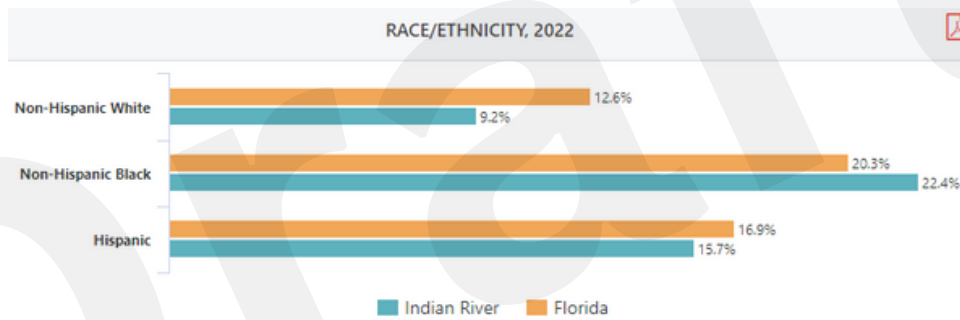 RACE/ETHNICITY, 2022
Non-Hispanic White
12.6%
9.2%
Non-Hispanic Black
20.3%
22.4%
Hispanic
16.9%
15.7%
Indian River Florida